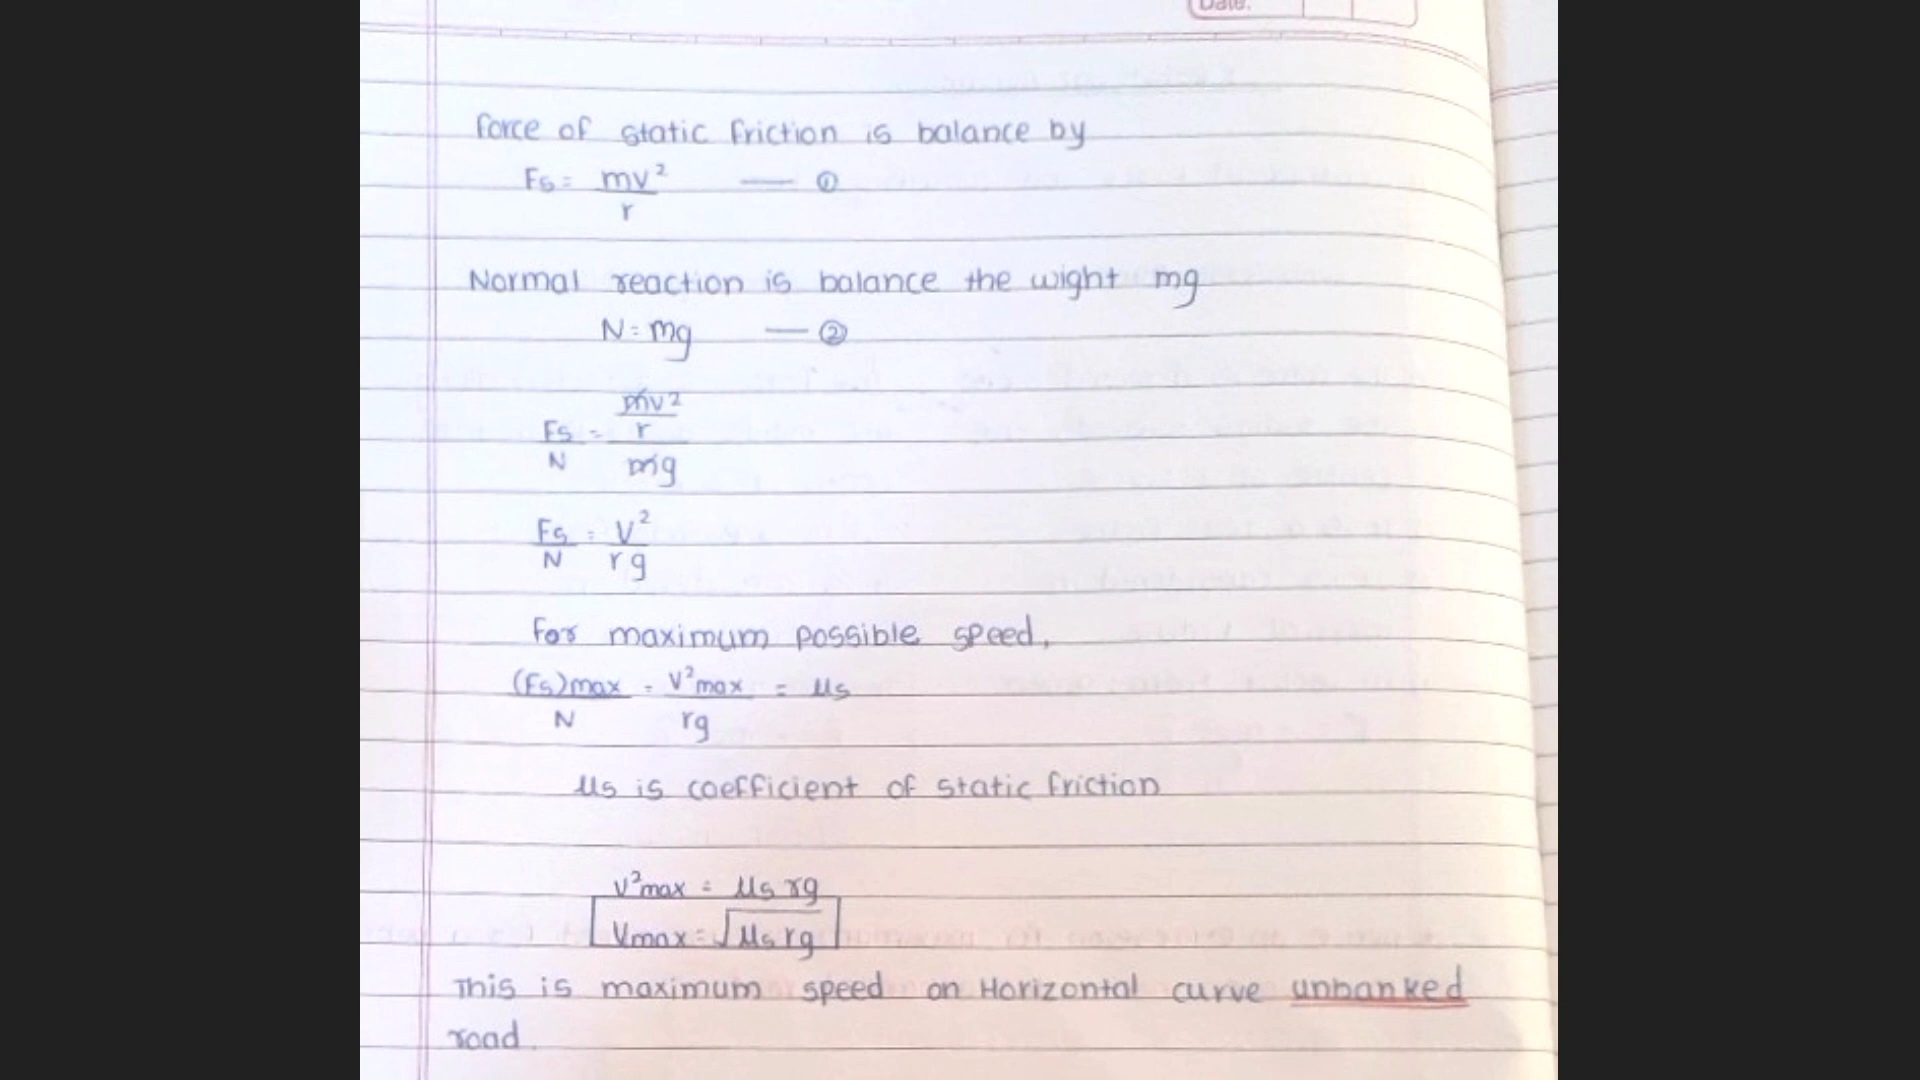 Date:
Force of static friction is balance by
Fs = mv²/r —— ①
Normal reaction is balance the wight mg
N = mg —— ②
Fs/N = (mv²/r)/mg
Fs/N = v²/rg
For maximum possible speed,
(Fs)max/N = v²max/rg = μs
μs is coefficient of static friction
v²max = μs rg
Vmax = √μs rg
This is maximum speed on Horizontal curve unbanked
road.